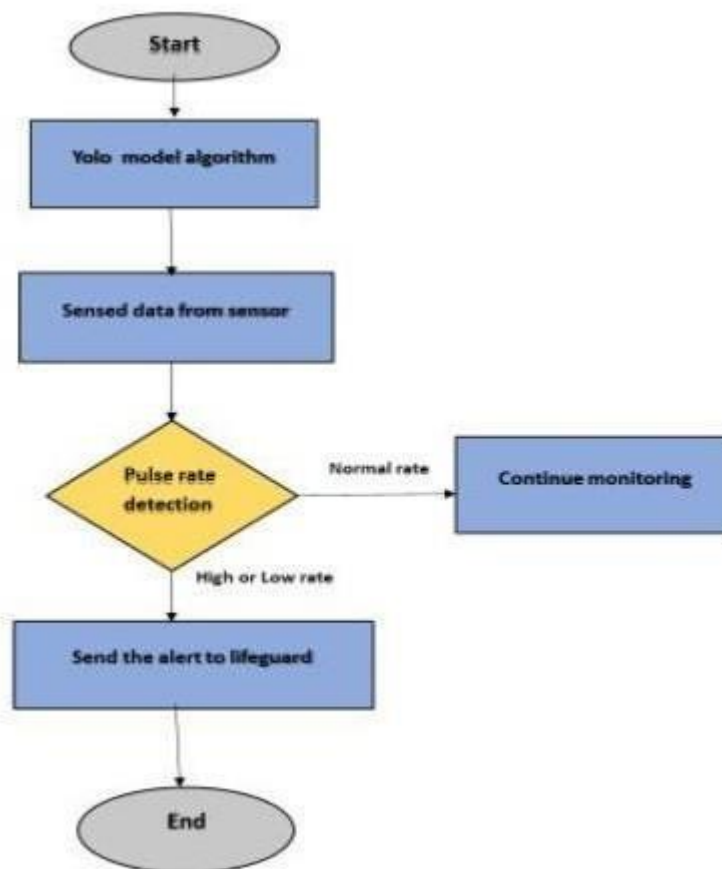 Start
Yolo model algorithm
Sensed data from sensor
Pulse rate
detection
Normal rate
Continue monitoring
High or Low rate
Send the alert to lifeguard
End